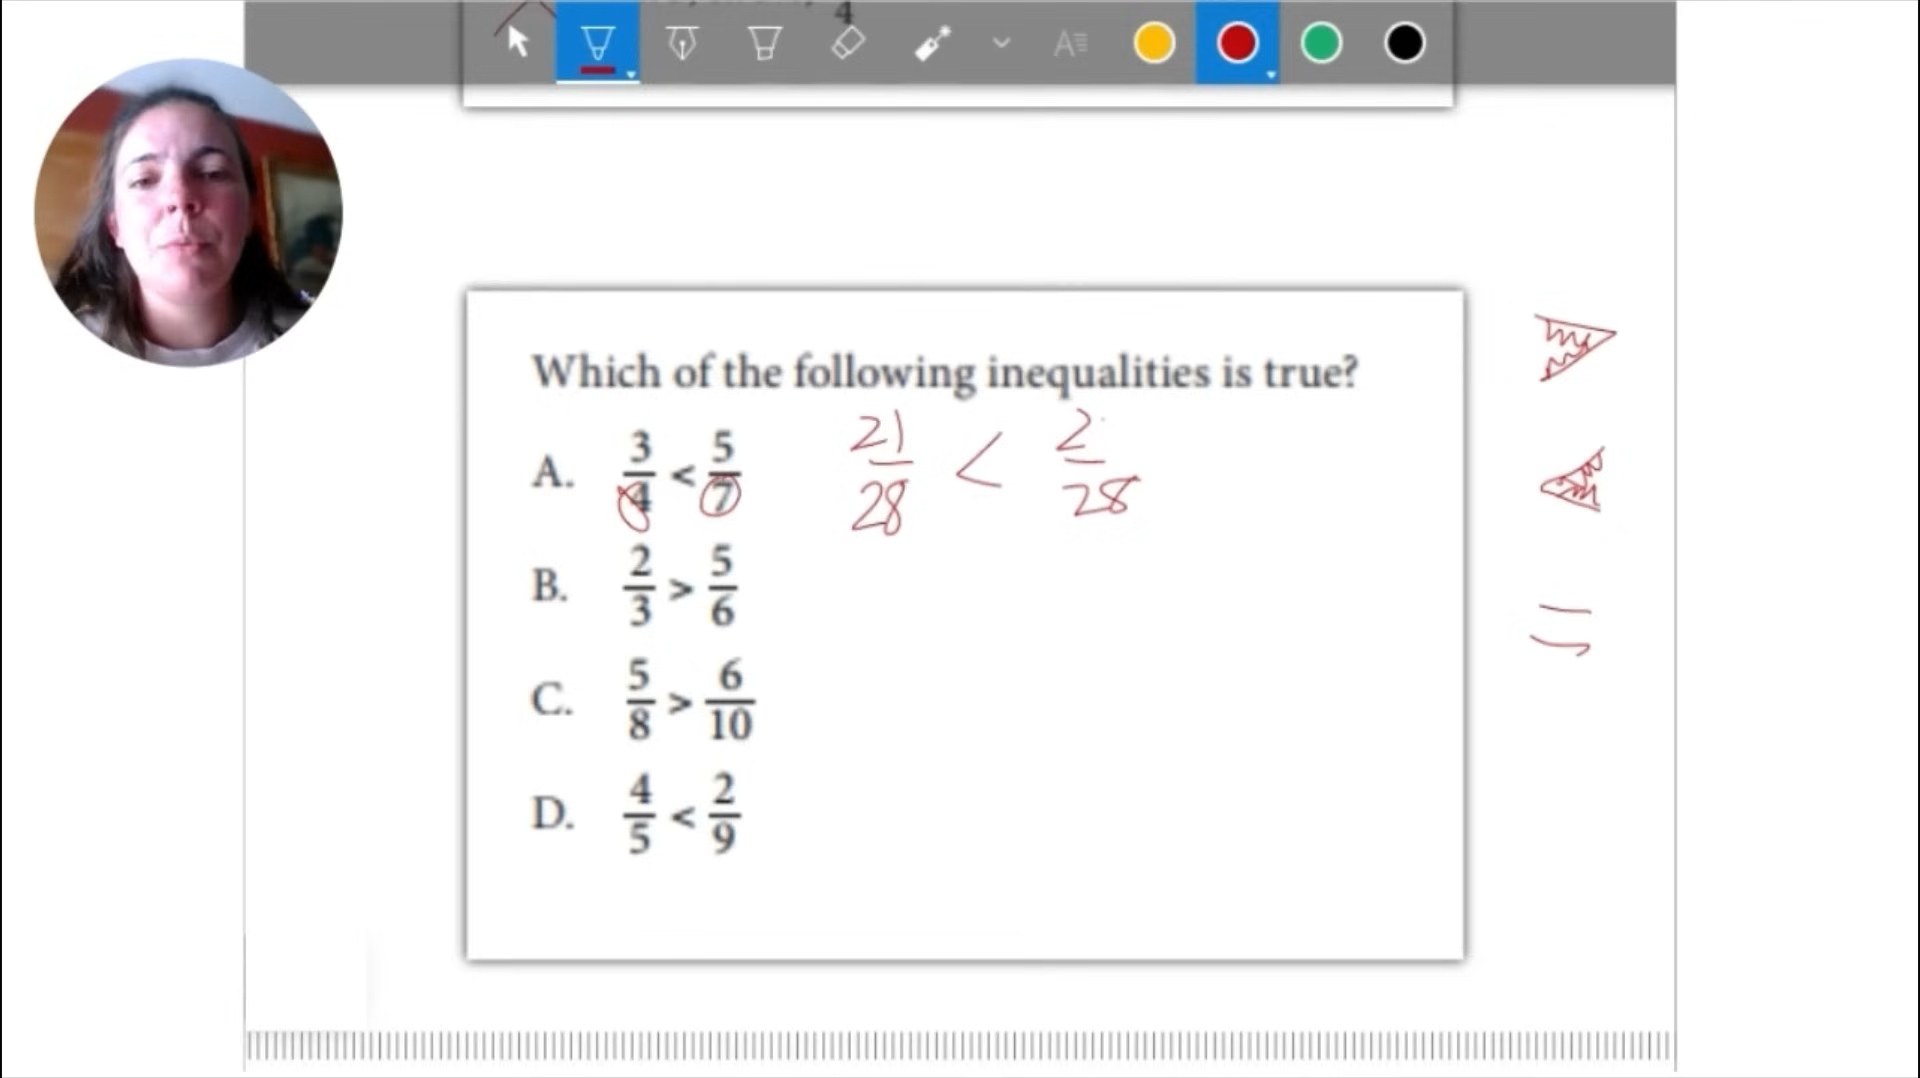 4
Which of the following inequalities is true?
A. 3/4 < 5/7 21/28 < 2/28
B. 2/3 > 5/6
C. 5/8 > 6/10
D. 4/5 < 2/9
=